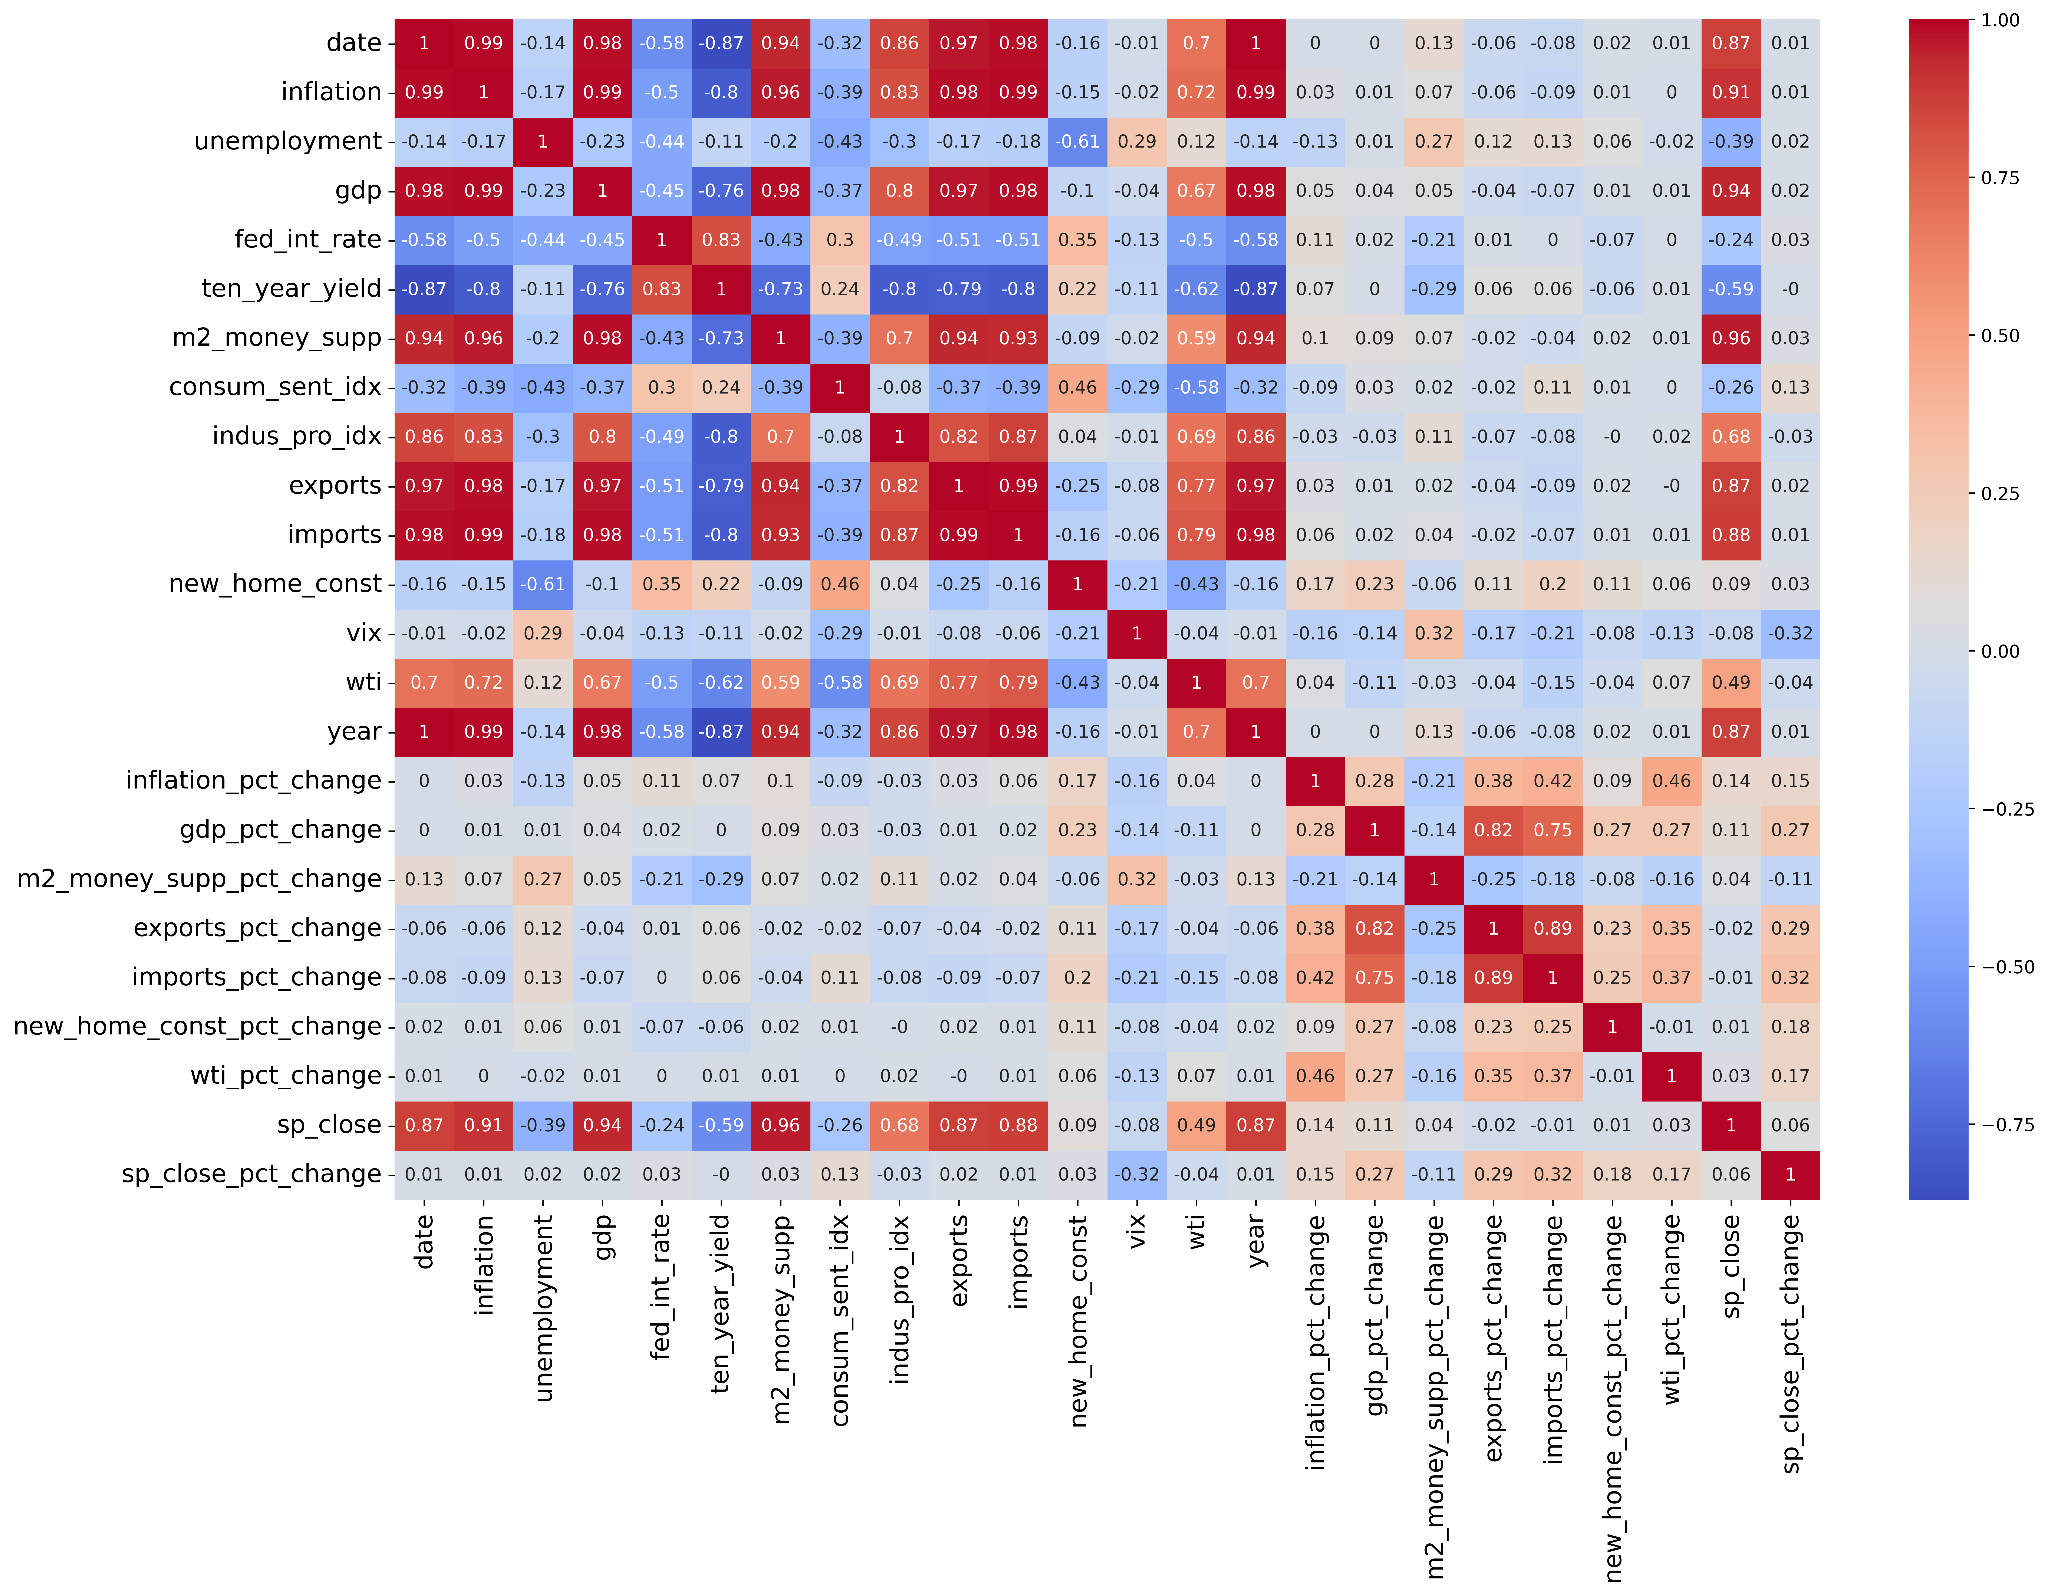 date 1 0.99 -0.14 0.98 -0.58 -0.87 0.94 -0.32 0.86 0.97 0.98 -0.16 -0.01 0.7 1 0 0 0.13 -0.06 -0.08 0.02 0.01 0.87 0.01
inflation 0.99 1 -0.17 0.99 -0.5 -0.8 0.96 -0.39 0.83 0.98 0.99 -0.15 -0.02 0.72 0.99 0.03 0.01 0.07 -0.06 -0.09 0.01 0 0.91 0.01
unemployment -0.14 -0.17 1 -0.23 -0.44 -0.11 -0.2 -0.43 -0.3 -0.17 -0.18 -0.61 0.29 0.12 -0.14 -0.13 0.01 0.27 0.12 0.13 0.06 -0.02 -0.39 0.02
gdp 0.98 0.99 -0.23 1 -0.45 -0.76 0.98 -0.37 0.8 0.97 0.98 -0.1 -0.04 0.67 0.98 0.05 0.04 0.05 -0.04 -0.07 0.01 0.01 0.94 0.02
fed_int_rate -0.58 -0.5 -0.44 -0.45 1 0.83 -0.43 0.3 -0.49 -0.51 -0.51 0.35 -0.13 -0.5 -0.58 0.11 0.02 -0.21 0.01 0 -0.07 0 -0.24 0.03
ten_year_yield -0.87 -0.8 -0.11 -0.76 0.83 1 -0.73 0.24 -0.8 -0.79 -0.8 0.22 -0.11 -0.62 -0.87 0.07 0 -0.29 0.06 0.06 -0.06 0.01 -0.59 -0
m2_money_supp 0.94 0.96 -0.2 0.98 -0.43 -0.73 1 -0.39 0.7 0.94 0.93 -0.09 -0.02 0.59 0.94 0.1 0.09 0.07 -0.02 -0.04 0.02 0.01 0.96 0.03
consum_sent_idx -0.32 -0.39 -0.43 -0.37 0.3 0.24 -0.39 1 -0.08 -0.37 -0.39 0.46 -0.29 -0.58 -0.32 -0.09 0.03 0.02 -0.02 0.11 0.01 0 -0.26 0.13
indus_pro_idx 0.86 0.83 -0.3 0.8 -0.49 -0.8 0.7 -0.08 1 0.82 0.87 0.04 -0.01 0.69 0.86 -0.03 -0.03 0.11 -0.07 -0.08 -0 0.02 0.68 -0.03
exports 0.97 0.98 -0.17 0.97 -0.51 -0.79 0.94 -0.37 0.82 1 0.99 -0.25 -0.08 0.77 0.97 0.03 0.01 0.02 -0.04 -0.09 0.02 -0 0.87 0.02
imports 0.98 0.99 -0.18 0.98 -0.51 -0.8 0.93 -0.39 0.87 0.99 1 -0.16 -0.06 0.79 0.98 0.06 0.02 0.04 -0.02 -0.07 0.01 0.01 0.88 0.01
new_home_const -0.16 -0.15 -0.61 -0.1 0.35 0.22 -0.09 0.46 0.04 -0.25 -0.16 1 -0.21 -0.43 -0.16 0.17 0.23 -0.06 0.11 0.2 0.11 0.06 0.09 0.03
vix -0.01 -0.02 0.29 -0.04 -0.13 -0.11 -0.02 -0.29 -0.01 -0.08 -0.06 -0.21 1 -0.04 -0.01 -0.16 -0.14 0.32 -0.17 -0.21 -0.08 -0.13 -0.08 -0.32
wti 0.7 0.72 0.12 0.67 -0.5 -0.62 0.59 -0.58 0.69 0.77 0.79 -0.43 -0.04 1 0.7 0.04 -0.11 -0.03 -0.04 -0.15 -0.04 0.07 0.49 -0.04
year 1 0.99 -0.14 0.98 -0.58 -0.87 0.94 -0.32 0.86 0.97 0.98 -0.16 -0.01 0.7 1 0 0 0.13 -0.06 -0.08 0.02 0.01 0.87 0.01
inflation_pct_change 0 0.03 -0.13 0.05 0.11 0.07 0.1 -0.09 -0.03 0.03 0.06 0.17 -0.16 0.04 0 1 0.28 -0.21 0.38 0.42 0.09 0.46 0.14 0.15
gdp_pct_change 0 0.01 0.01 0.04 0.02 0 0.09 0.03 -0.03 0.01 0.02 0.23 -0.14 -0.11 0 0.28 1 -0.14 0.82 0.75 0.27 0.27 0.11 0.27
m2_money_supp_pct_change 0.13 0.07 0.27 0.05 -0.21 -0.29 0.07 0.02 0.11 0.02 0.04 -0.06 0.32 -0.03 0.13 -0.21 -0.14 1 -0.25 -0.18 -0.08 -0.16 0.04 -0.11
exports_pct_change -0.06 -0.06 0.12 -0.04 0.01 0.06 -0.02 -0.02 -0.07 -0.04 -0.02 0.11 -0.17 -0.04 -0.06 0.38 0.82 -0.25 1 0.89 0.23 0.35 -0.02 0.29
imports_pct_change -0.08 -0.09 0.13 -0.07 0 0.06 -0.04 0.11 -0.08 -0.09 -0.07 0.2 -0.21 -0.15 -0.08 0.42 0.75 -0.18 0.89 1 0.25 0.37 -0.01 0.32
new_home_const_pct_change 0.02 0.01 0.06 0.01 -0.07 -0.06 0.02 0.01 -0 0.02 0.01 0.11 -0.08 -0.04 0.02 0.09 0.27 -0.08 0.23 0.25 1 -0.01 0.01 0.18
wti_pct_change 0.01 0 -0.02 0.01 0 0.01 0.01 0 0.02 -0 0.01 0.06 -0.13 0.07 0.01 0.46 0.27 -0.16 0.35 0.37 -0.01 1 0.03 0.17
sp_close 0.87 0.91 -0.39 0.94 -0.24 -0.59 0.96 -0.26 0.68 0.87 0.88 0.09 -0.08 0.49 0.87 0.14 0.11 0.04 -0.02 -0.01 0.01 0.03 1 0.06
sp_close_pct_change 0.01 0.01 0.02 0.02 0.03 -0 0.03 0.13 -0.03 0.02 0.01 0.03 -0.32 -0.04 0.01 0.15 0.27 -0.11 0.29 0.32 0.18 0.17 0.06 1
date
inflation
unemployment
gdp
fed_int_rate
ten_year_yield
m2_money_supp
consum_sent_idx
indus_pro_idx
exports
imports
new_home_const
vix
wti
year
inflation_pct_change
gdp_pct_change
m2_money_supp_pct_change
exports_pct_change
imports_pct_change
new_home_const_pct_change
wti_pct_change
sp_close
sp_close_pct_change
1.00
0.75
0.50
0.25
0.00
−0.25
−0.50
−0.75